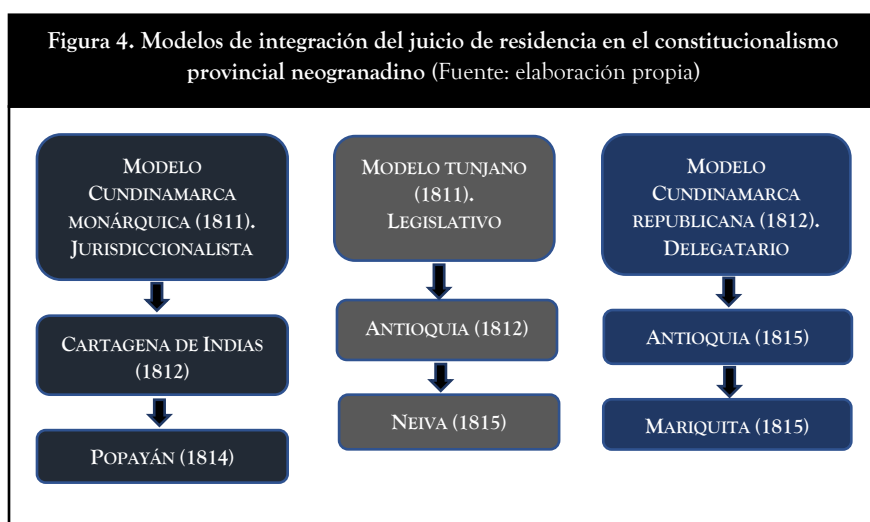 Figura 4. Modelos de integración del juicio de residencia en el constitucionalismo
provincial neogranadino (Fuente: elaboración propia)
MODELO
CUNDINAMARCA
MONÁRQUICA (1811).
JURISDICCIONALISTA
CARTAGENA DE INDIAS
(1812)
POPAYÁN (1814)
MODELO TUNJANO
(1811).
LEGISLATIVO
ANTIOQUIA (1812)
NEIVA (1815)
MODELO
CUNDINAMARCA
REPUBLICANA (1812).
DELEGATARIO
ANTIOQUIA (1815)
MARIQUITA (1815)